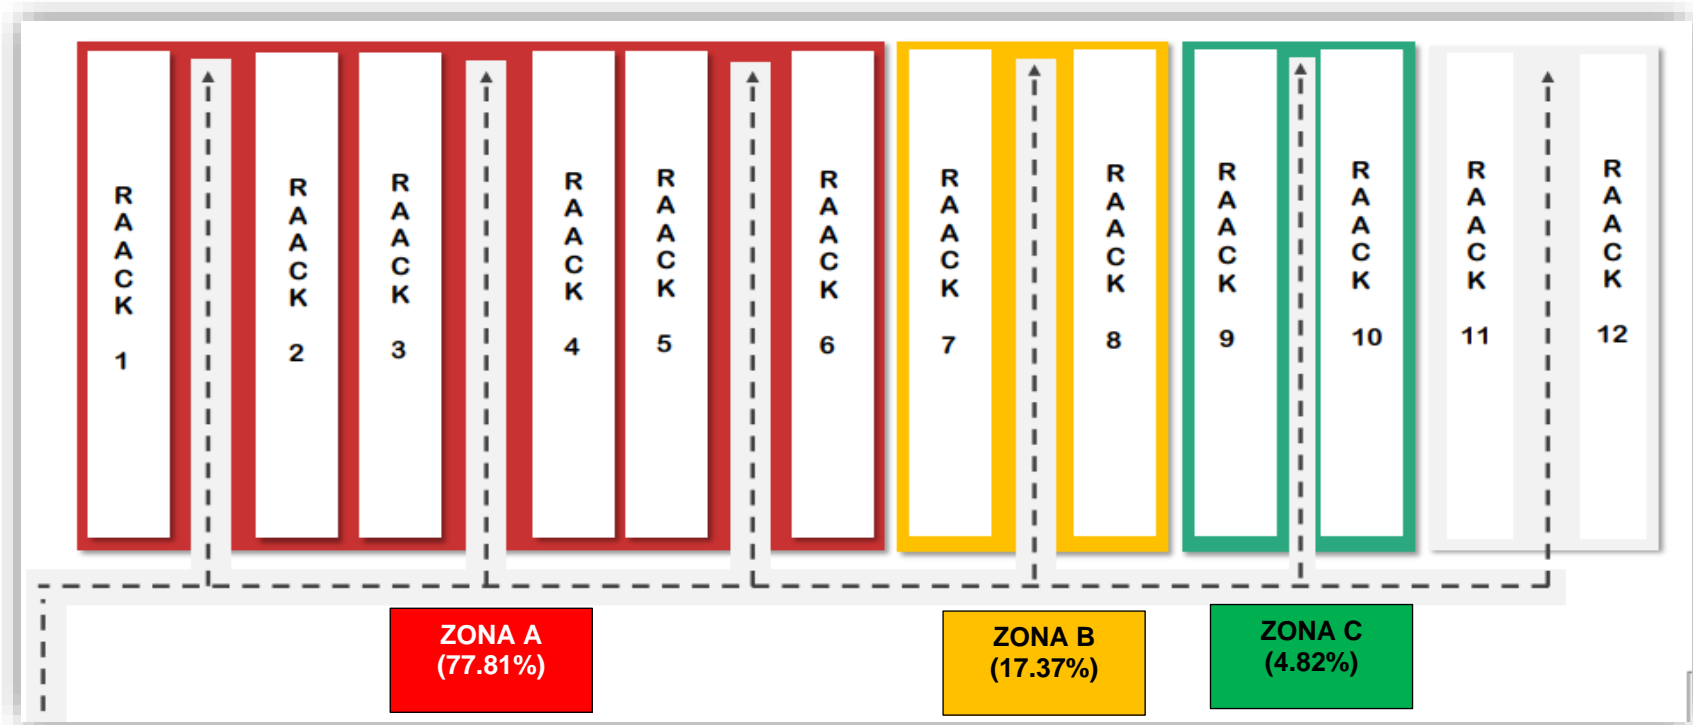 RAACK 1
RAACK 2
RAACK 3
RAACK 4
RAACK 5
RAACK 6
RAACK 7
RAACK 8
RAACK 9
RAACK 10
RAACK 11
RAACK 12
ZONA A
(77.81%)
ZONA B
(17.37%)
ZONA C
(4.82%)